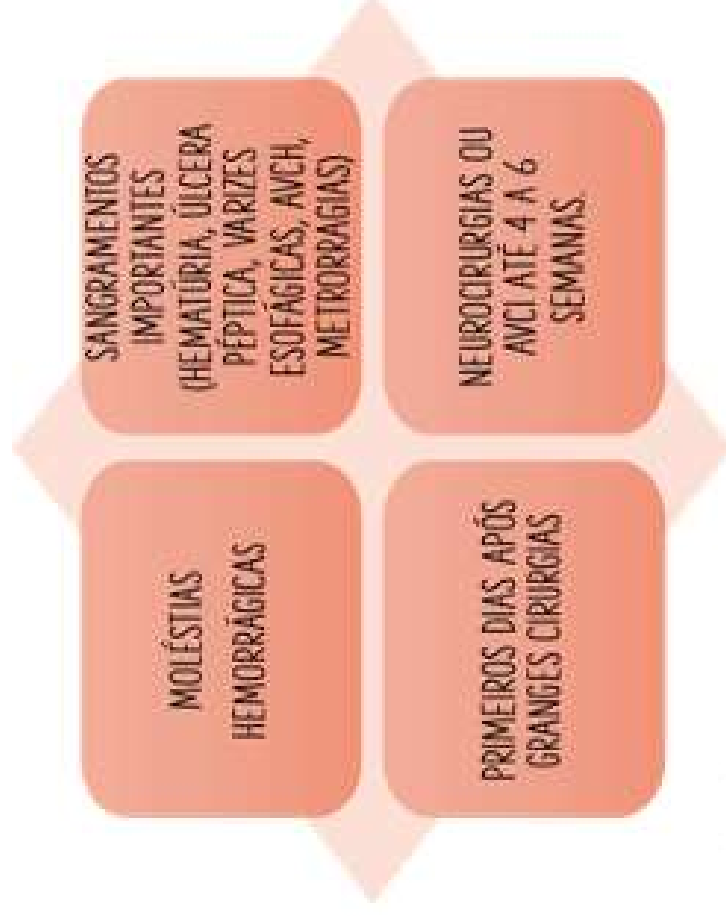 MOLÉSTIAS
HEMORRÁGICAS
SANGRAMENTOS
IMPORTANTES
(HEMATÚRIA, ÚLCERA
PÉPTICA, VARIZES
ESOFÁGICAS, AVCH,
METRORRAGIAS)
PRIMEIROS DIAS APÓS
GRANGES CIRURGIAS
NEUROCIRURGIAS OU
AVCI ATÉ 4 A 6
SEMANAS.